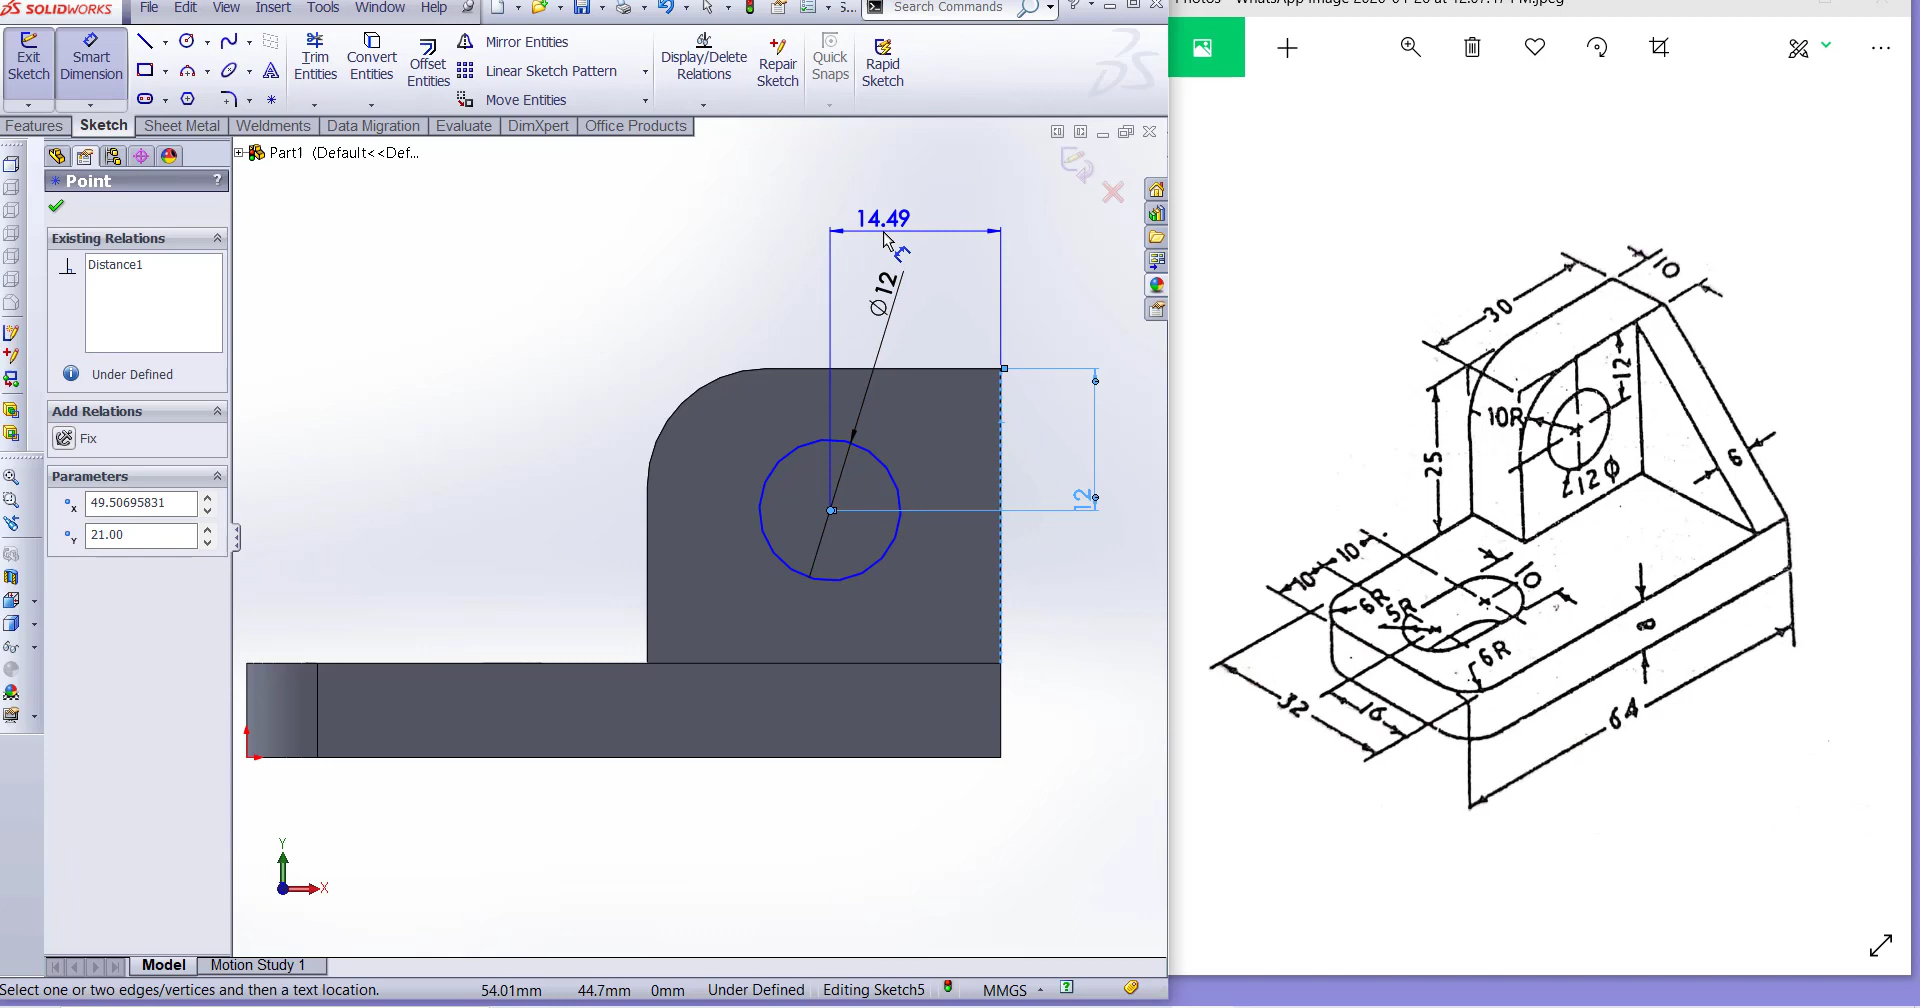 SOLIDWORKS
File Edit View Insert Tools Window Help
S...
Search Commands
Exit Sketch
Smart Dimension
Trim Entities
Convert Entities
Offset Entities
Mirror Entities
Linear Sketch Pattern
Move Entities
Display/Delete Relations
Repair Sketch
Quick Snaps
Rapid Sketch
Features Sketch Sheet Metal Weldments Data Migration Evaluate DimXpert Office Products
Part1 (Default<<Def...
Point
?
Existing Relations
Distance1
Under Defined
Add Relations
Fix
Parameters
x 49.50695831
Y 21.00
14.49
Ø12
12
Y
X
Model Motion Study 1
Select one or two edges/vertices and then a text location.
54.01mm 44.7mm 0mm Under Defined Editing Sketch5 MMGS
10
30
12
10R
25
12ϕ
6
10
10
10
6R
5R
8
6R
32
16
64